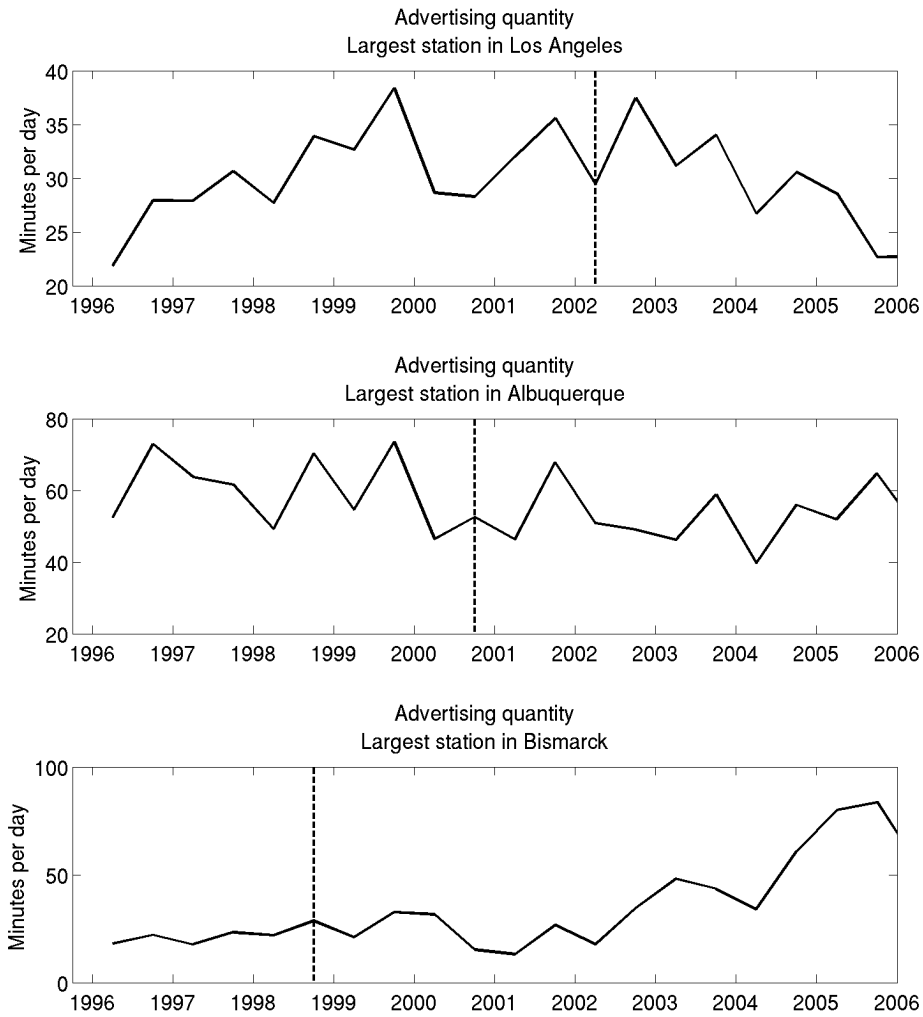 Advertising quantity
Largest station in Los Angeles
Minutes per day
40
35
30
25
20
1996 1997 1998 1999 2000 2001 2002 2003 2004 2005 2006
Advertising quantity
Largest station in Albuquerque
Minutes per day
80
60
40
20
1996 1997 1998 1999 2000 2001 2002 2003 2004 2005 2006
Advertising quantity
Largest station in Bismarck
Minutes per day
100
50
0
1996 1997 1998 1999 2000 2001 2002 2003 2004 2005 2006